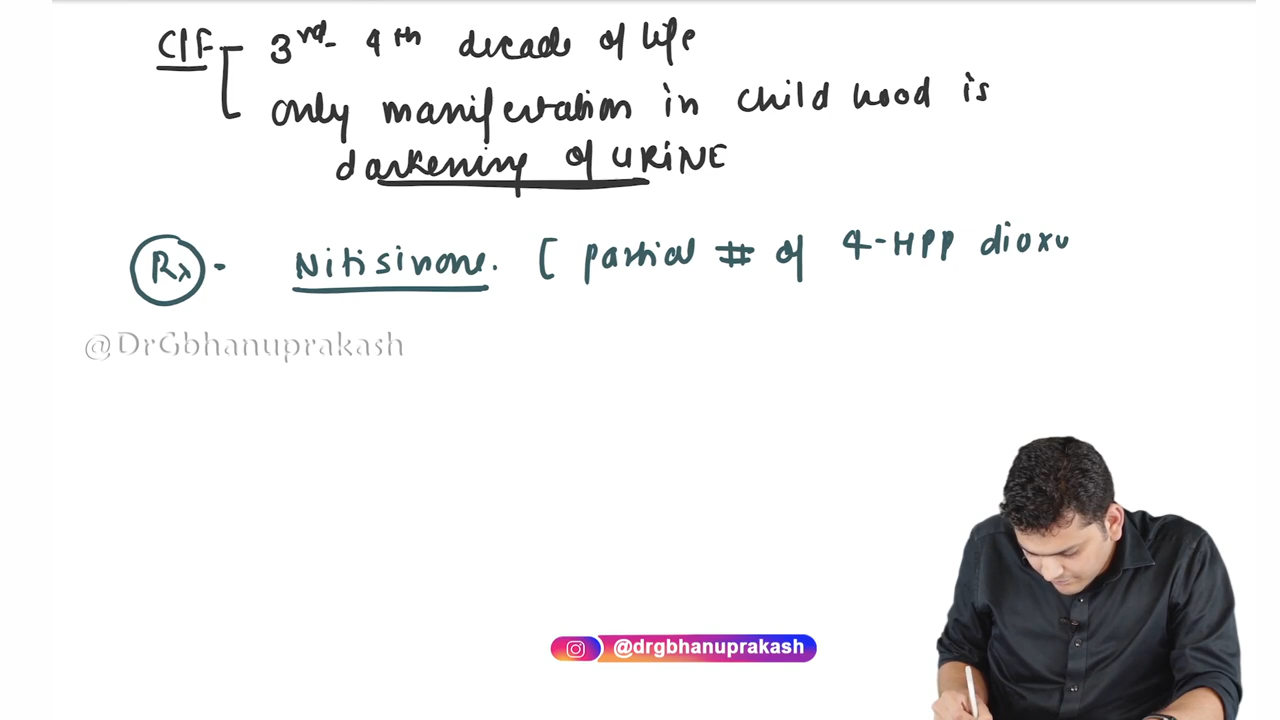 C/F 3rd- 4th decade of life
only manifestation in child hood is
darkening of URiNE
Rx - Nitisinone. [ partial # of 4-HPP diox
@DrGbhanuprakash
@drgbhanuprakash